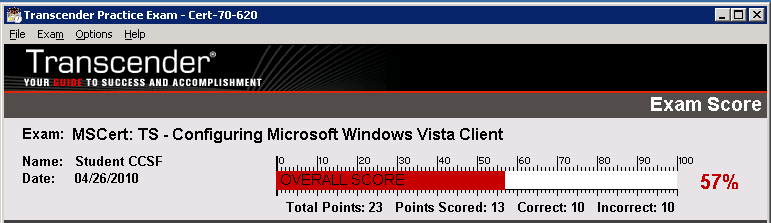 Transcender Practice Exam - Cert-70-620
File Exam Options Help
Transcender®
YOUR GUIDE TO SUCCESS AND ACCOMPLISHMENT
Exam Score
Exam: MSCert: TS - Configuring Microsoft Windows Vista Client
Name: Student CCSF
Date: 04/26/2010
0 10 20 30 40 50 60 70 80 90 100
OVERALL SCORE
57%
Total Points: 23 Points Scored: 13 Correct: 10 Incorrect: 10